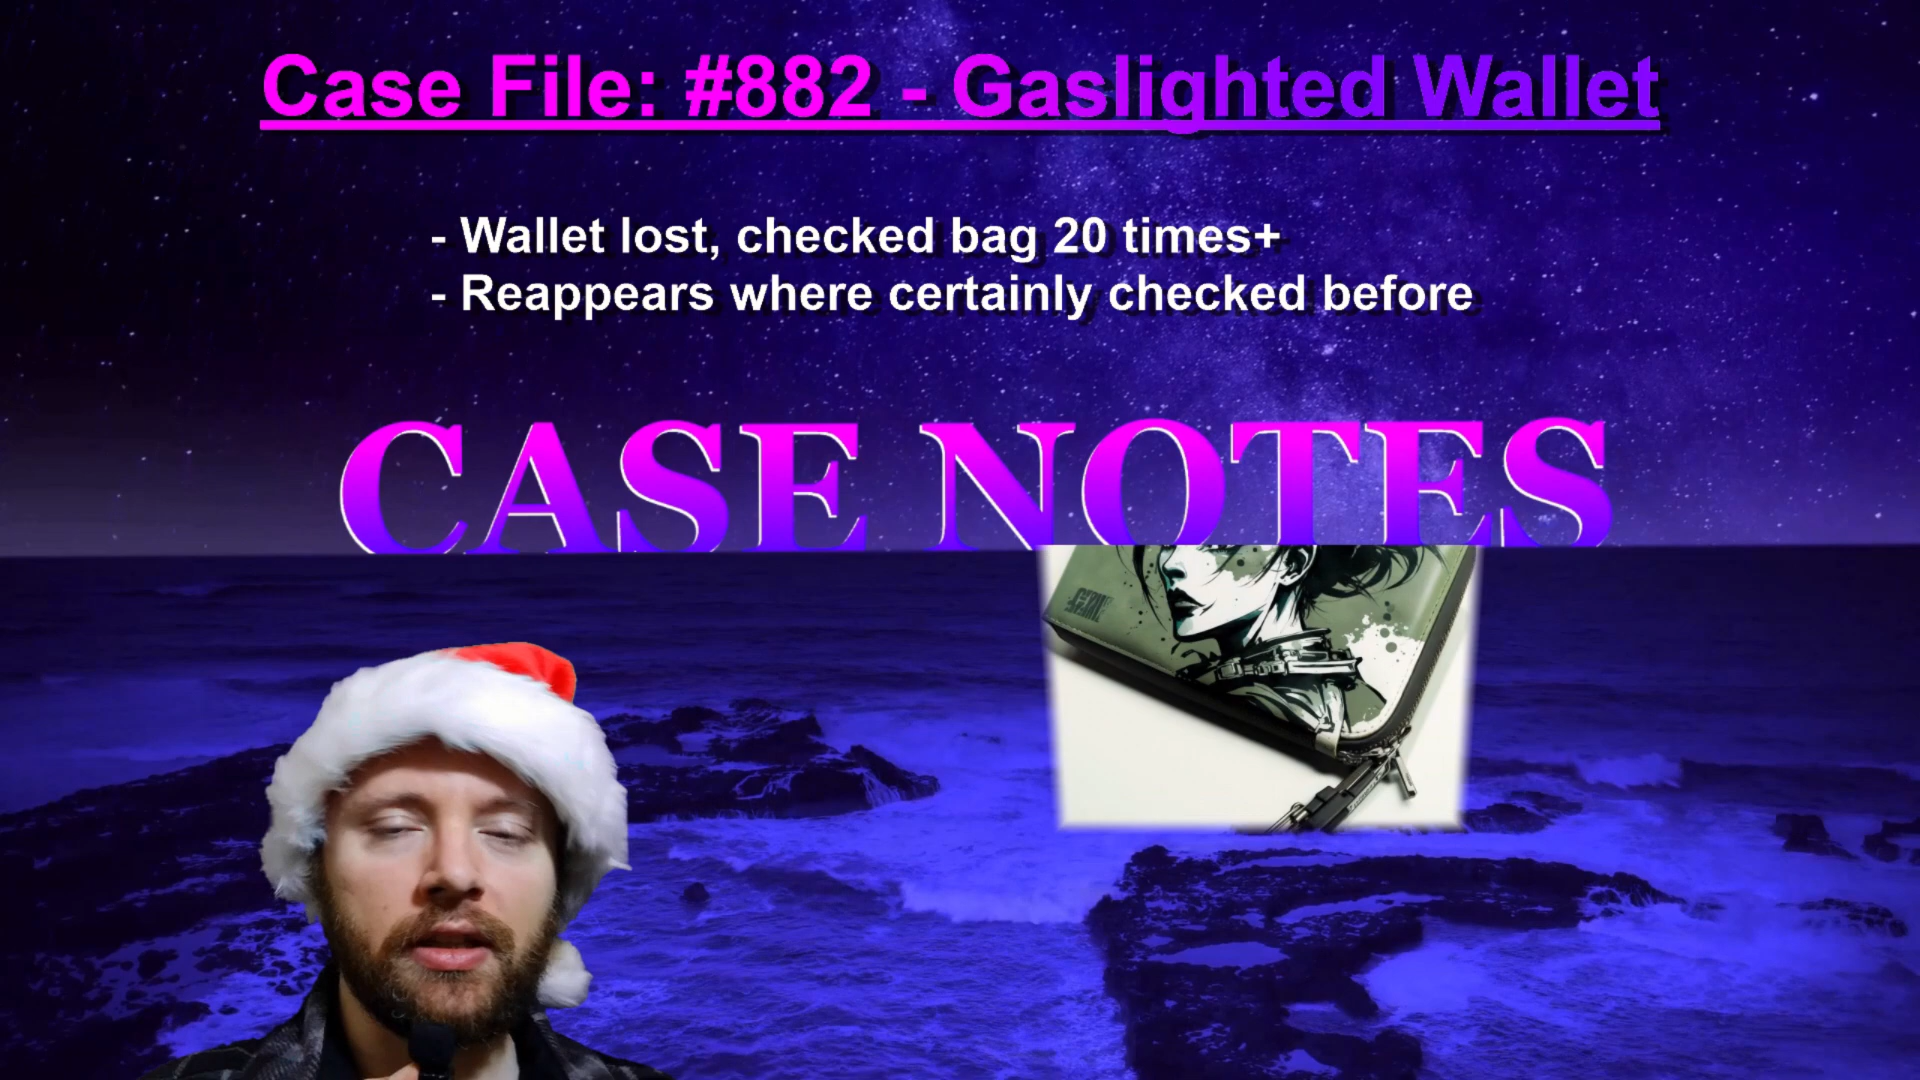 Case File: #882 - Gaslighted Wallet
- Wallet lost, checked bag 20 times+
- Reappears where certainly checked before
CASE NOTES